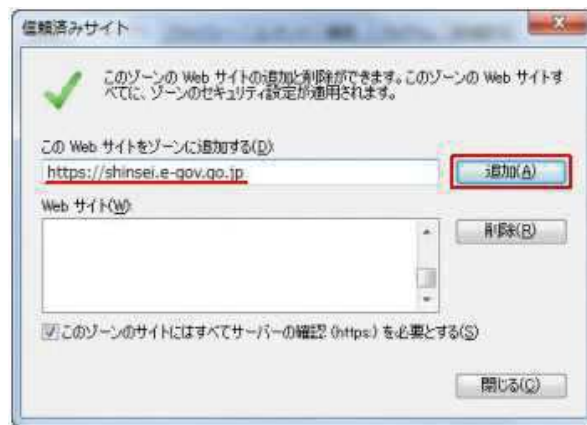 信頼済みサイト
このゾーンの Web サイトの追加と削除ができます。このゾーンの Web サイトす
べてに、ゾーンのセキュリティ設定が適用されます。
この Web サイトをゾーンに追加する(D):
https://shinsei.e-gov.go.jp
追加(A)
Web サイト(W):
削除(R)
このゾーンのサイトにはすべてサーバーの確認 (https:) を必要とする(S)
閉じる(C)